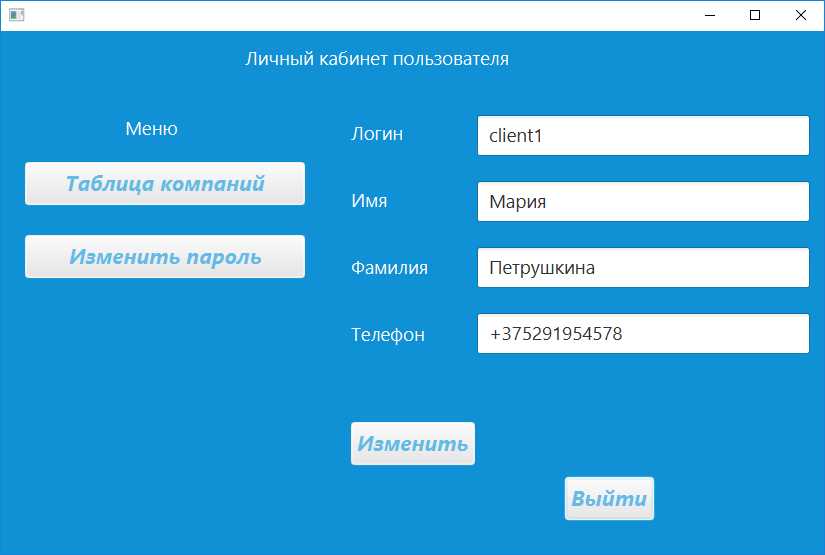 Личный кабинет пользователя
Меню
Таблица компаний
Изменить пароль
Логин
client1
Имя
Мария
Фамилия
Петрушкина
Телефон
+375291954578
Изменить
Выйти